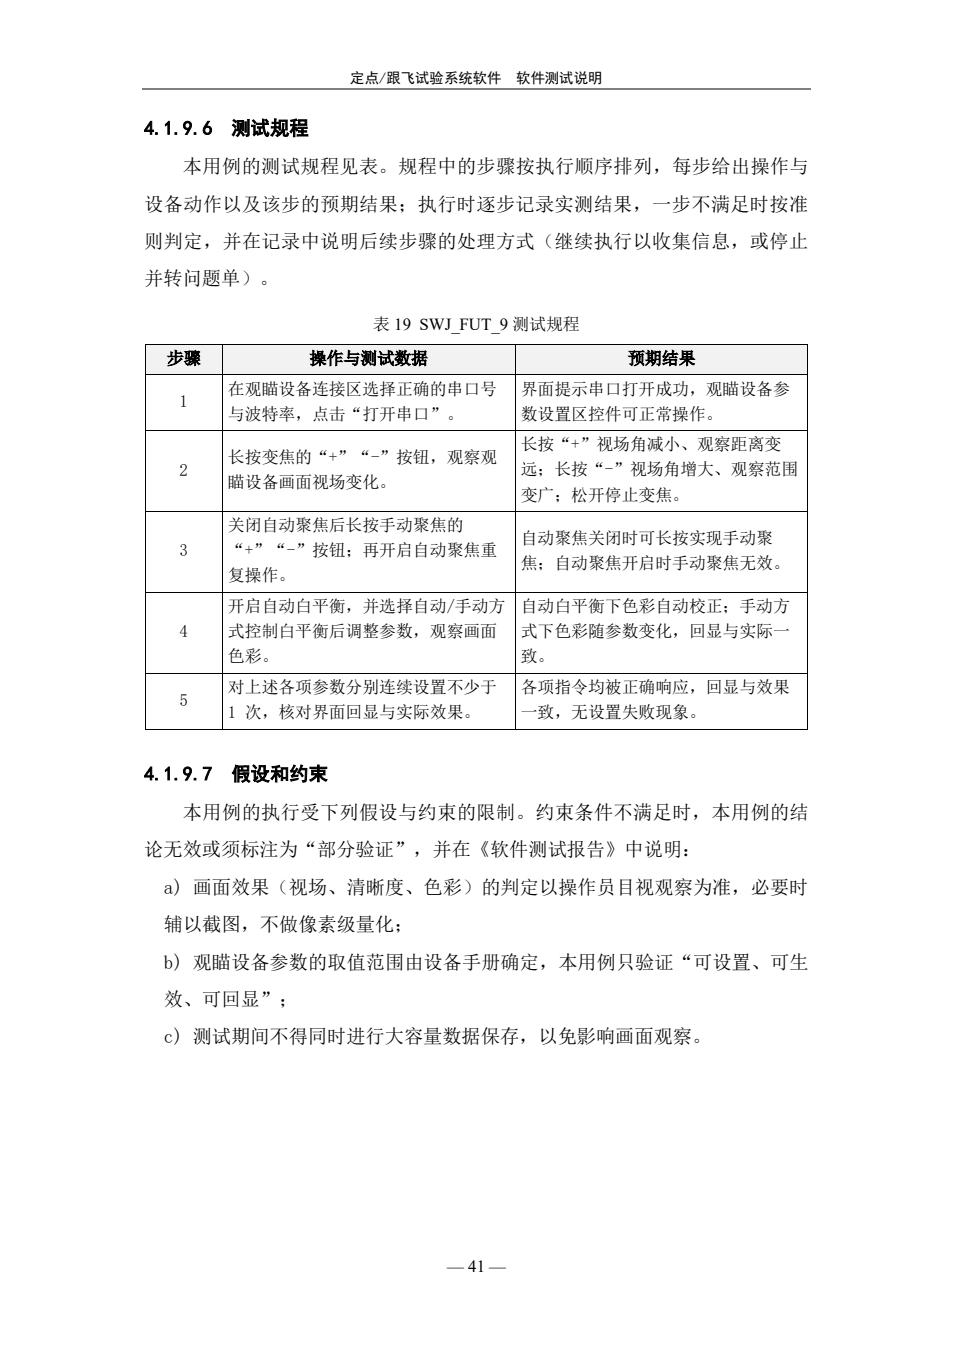 定点/跟飞试验系统软件　软件测试说明
4.1.9.6　测试规程
本用例的测试规程见表。规程中的步骤按执行顺序排列，每步给出操作与
设备动作以及该步的预期结果；执行时逐步记录实测结果，一步不满足时按准
则判定，并在记录中说明后续步骤的处理方式（继续执行以收集信息，或停止
并转问题单）。
表 19 SWJ_FUT_9 测试规程
步骤　操作与测试数据　预期结果
1
在观瞄设备连接区选择正确的串口号
与波特率，点击“打开串口”。
界面提示串口打开成功，观瞄设备参
数设置区控件可正常操作。
2
长按变焦的“+”“-”按钮，观察观
瞄设备画面视场变化。
长按“+”视场角减小、观察距离变
远；长按“-”视场角增大、观察范围
变广；松开停止变焦。
3
关闭自动聚焦后长按手动聚焦的
“+”“-”按钮；再开启自动聚焦重
复操作。
自动聚焦关闭时可长按实现手动聚
焦；自动聚焦开启时手动聚焦无效。
4
开启自动白平衡，并选择自动/手动方
式控制白平衡后调整参数，观察画面
色彩。
自动白平衡下色彩自动校正；手动方
式下色彩随参数变化，回显与实际一
致。
5
对上述各项参数分别连续设置不少于
1 次，核对界面回显与实际效果。
各项指令均被正确响应，回显与效果
一致，无设置失败现象。
4.1.9.7　假设和约束
本用例的执行受下列假设与约束的限制。约束条件不满足时，本用例的结
论无效或须标注为“部分验证”，并在《软件测试报告》中说明：
a) 画面效果（视场、清晰度、色彩）的判定以操作员目视观察为准，必要时
辅以截图，不做像素级量化；
b) 观瞄设备参数的取值范围由设备手册确定，本用例只验证“可设置、可生
效、可回显”；
c) 测试期间不得同时进行大容量数据保存，以免影响画面观察。
— 41 —